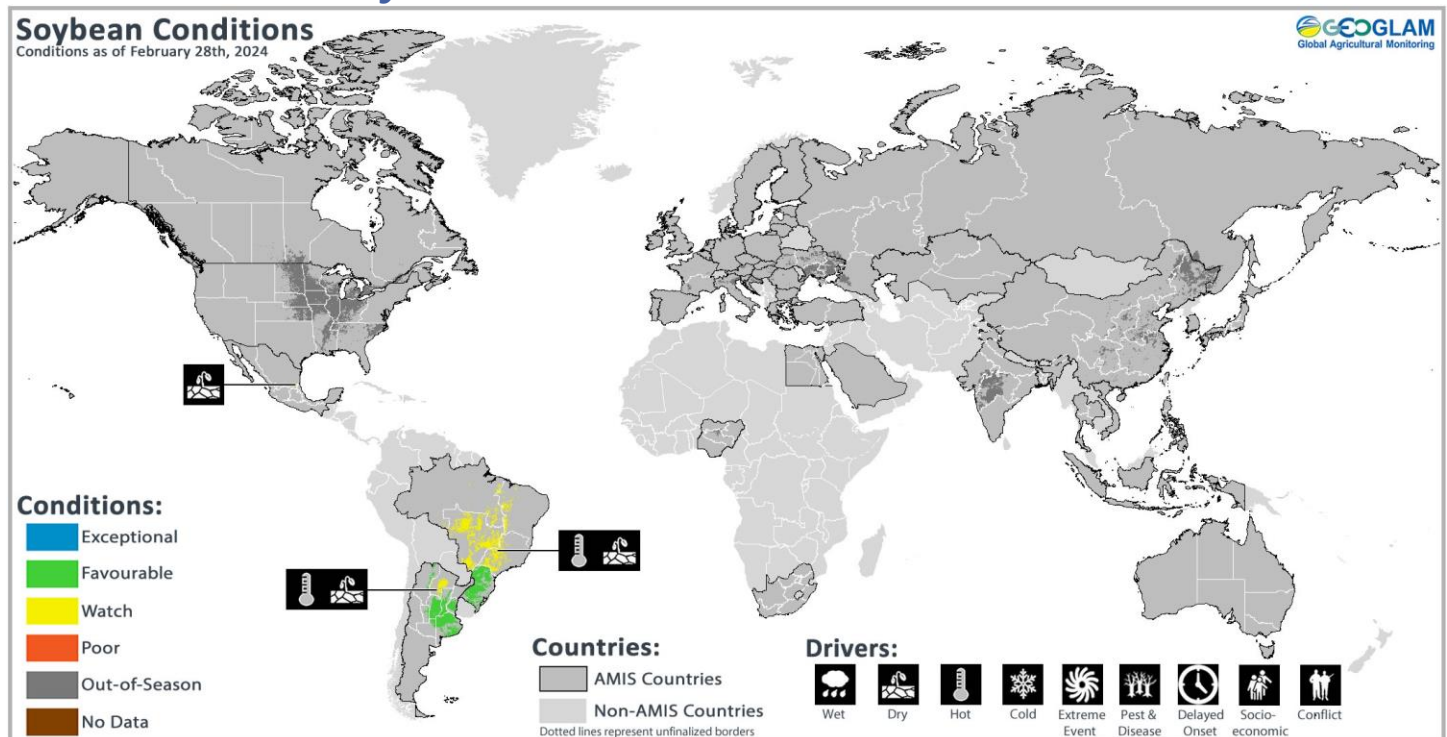 Soybean Conditions
Conditions as of February 28th, 2024
GEOGLAM
Global Agricultural Monitoring
Conditions:
Exceptional
Favourable
Watch
Poor
Out-of-Season
No Data
Countries:
AMIS Countries
Non-AMIS Countries
Dotted lines represent unfinalized borders
Drivers:
Wet
Dry
Hot
Cold
Extreme
Event
Pest &
Disease
Delayed
Onset
Socio-
economic
Conflict